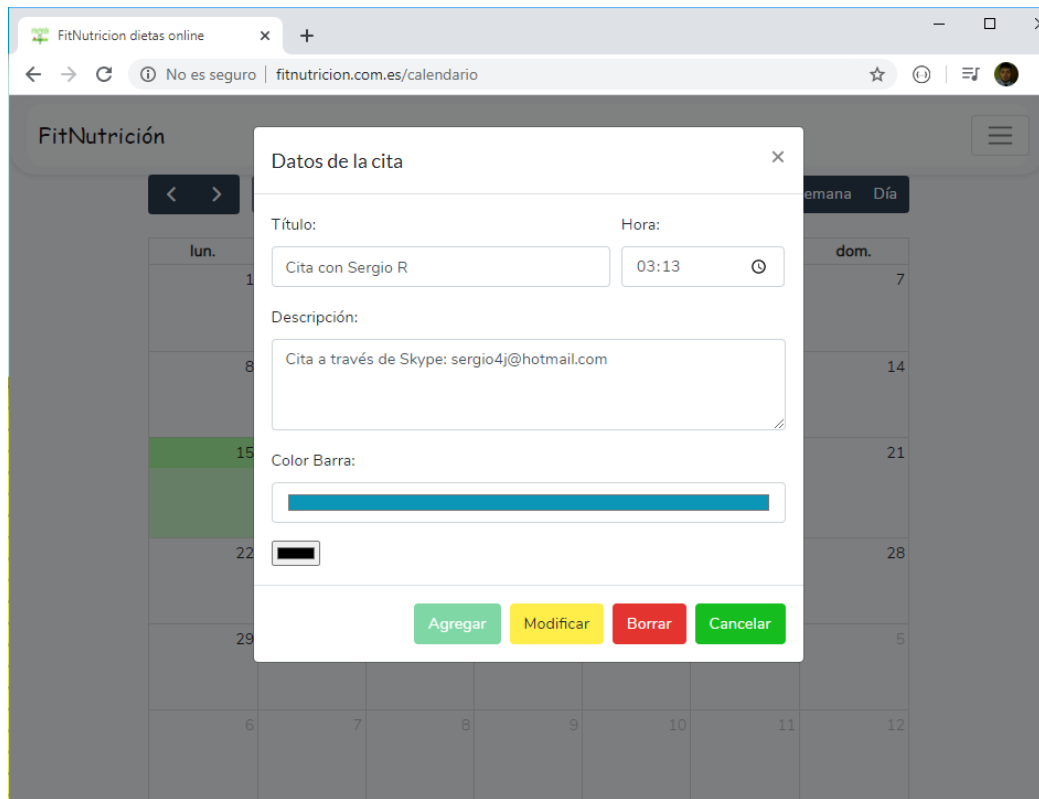 FitNutricion dietas online
No es seguro | fitnutricion.com.es/calendario
FitNutrición
Datos de la cita
emana Día
Título: Hora:
Cita con Sergio R 03:13
Descripción:
Cita a través de Skype: sergio4j@hotmail.com
Color Barra:
Agregar Modificar Borrar Cancelar
lun. dom.
1 7
8 14
15 21
22 28
29 5
6 7 8 9 10 11 12